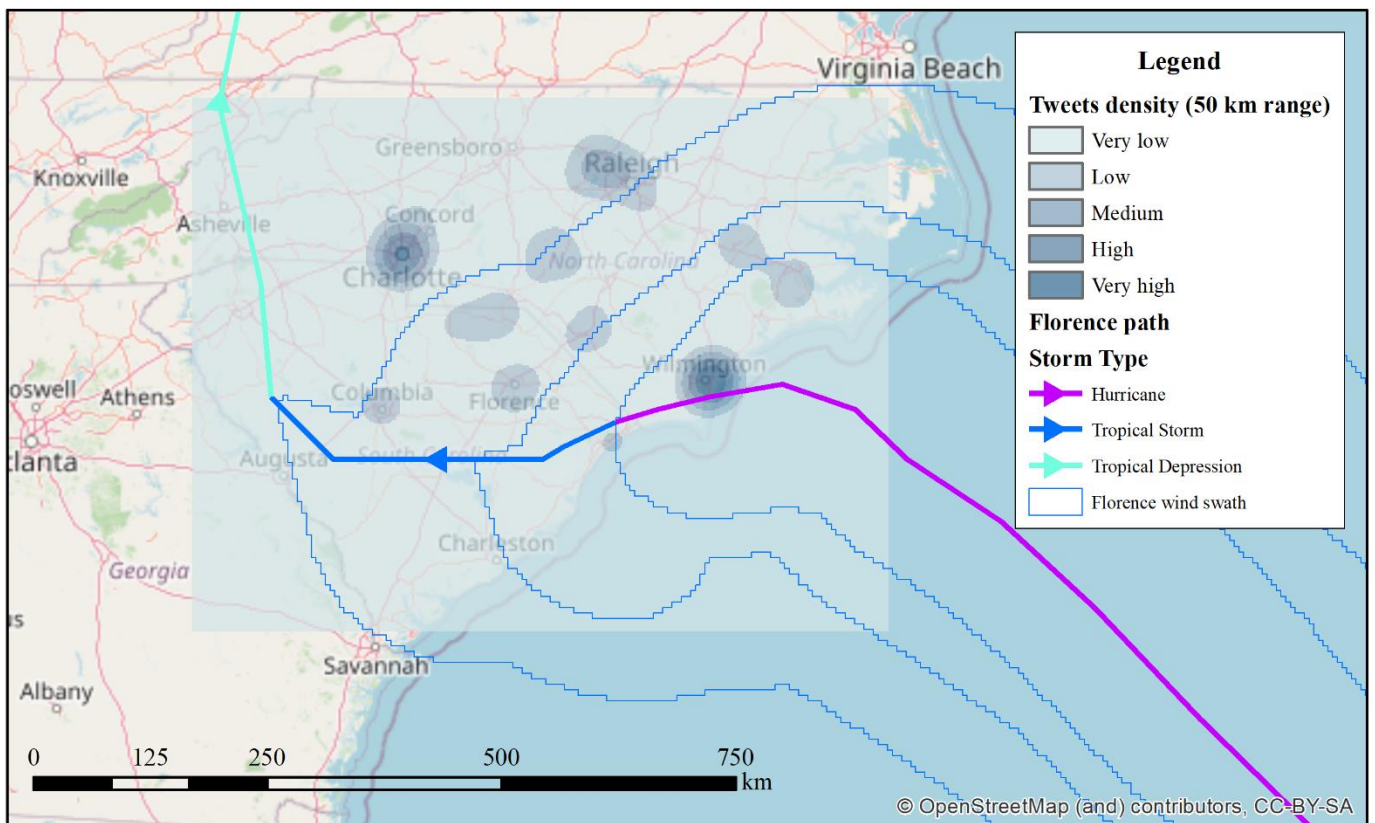 Virginia Beach
Greensboro
Raleigh
Knoxville
Asheville
Concord
Charlotte
North Carolina
Wilmington
Columbia
Florence
oswell
Athens
tlanta
Augusta
South Carolina
Charleston
Georgia
Savannah
Albany
Legend
Tweets density (50 km range)
Very low
Low
Medium
High
Very high
Florence path
Storm Type
Hurricane
Tropical Storm
Tropical Depression
Florence wind swath
0 125 250 500 750
km
© OpenStreetMap (and) contributors, CC-BY-SA